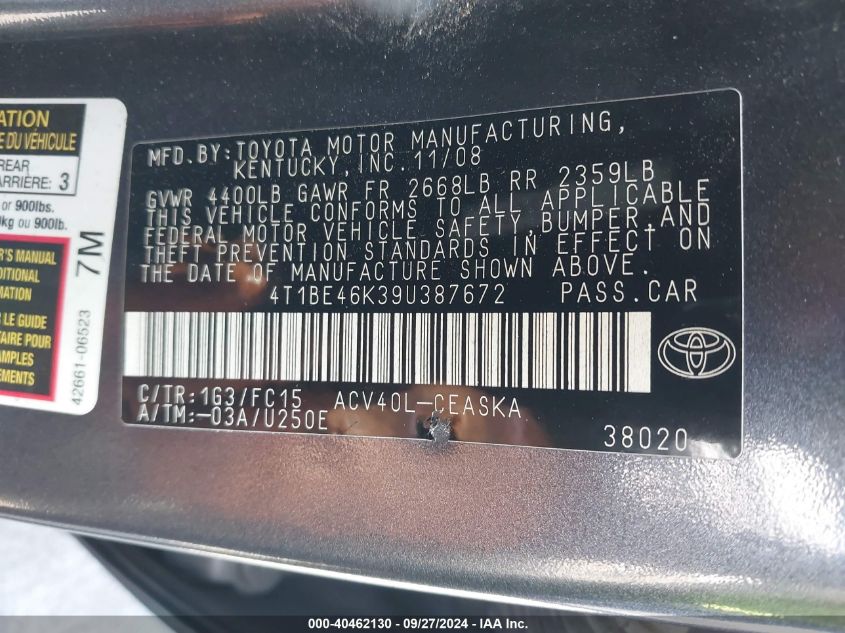 ATION
E DU VÉHICULE
REAR
ARRIÈRE: 3
or 900lbs.
kg ou 900lb.
R'S MANUAL
DITIONAL
MATION
LE GUIDE
TAIRE POUR
AMPLES
NEMENTS
7M
42661-06523
MFD.BY:TOYOTA MOTOR MANUFACTURING,
KENTUCKY,INC.11/08
GVWR 4400LB GAWR FR 2668LB RR 2359LB
THIS VEHICLE CONFORMS TO ALL APPLICABLE
FEDERAL MOTOR VEHICLE SAFETY,BUMPER,AND
THEFT PREVENTION STANDARDS IN EFFECT ON
THE DATE OF MANUFACTURE SHOWN ABOVE.
4T1BE46K39U387672 PASS.CAR
C/TR:1G3/FC15 ACV40L-CEASKA
A/TM:-03A/U250E
38020
000-40462130 - 09/27/2024 - IAA Inc.